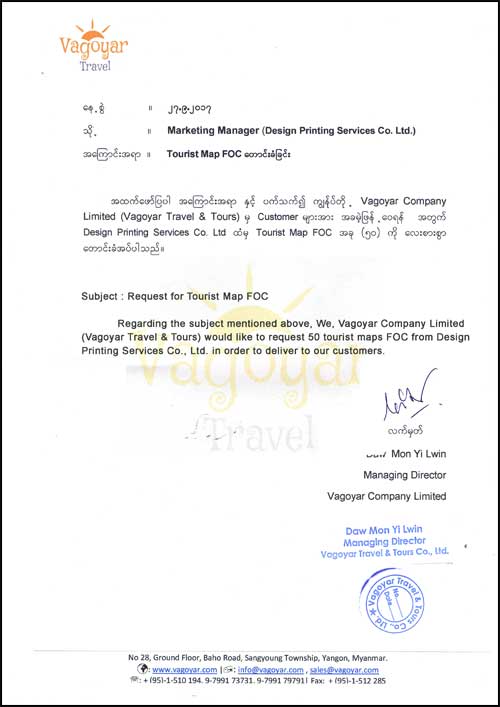 Vagoyar
Travel
နေ့စွဲ ။ ၂၇.၉.၂၀၁၇
သို့ ။ Marketing Manager (Design Printing Services Co. Ltd.)
အကြောင်းအရာ ။ Tourist Map FOC တောင်းခံခြင်း
အထက်ဖော်ပြပါ အကြောင်းအရာ နှင့် ပက်သက်၍ ကျွန်ုပ်တို့ Vagoyar Company
Limited (Vagoyar Travel & Tours) မှ Customer များအား အခမဲ့ဖြန့်ဝေရန် အတွက်
Design Printing Services Co. Ltd ထံမှ Tourist Map FOC အခု (၅၀) ကို လေးစားစွာ
တောင်းခံအပ်ပါသည်။
Subject : Request for Tourist Map FOC
Regarding the subject mentioned above, We, Vagoyar Company Limited
(Vagoyar Travel & Tours) would like to request 50 tourist maps FOC from Design
Printing Services Co., Ltd. in order to deliver to our customers.
Vagoyar
Travel
လက်မှတ်
Daw Mon Yi Lwin
Managing Director
Vagoyar Company Limited
Daw Mon Yi Lwin
Managing Director
Vagoyar Travel & Tours Co., Ltd.
Vagoyar Travel & Tours Co., Ltd.
No.
Date
No 28, Ground Floor, Baho Road, Sangyoung Township, Yangon, Myanmar.
: www.vagoyar.com | : info@vagoyar.com , sales@vagoyar.com
: + (95)-1-510 194. 9-7991 73731. 9-7991 79791| Fax: + (95)-1-512 285